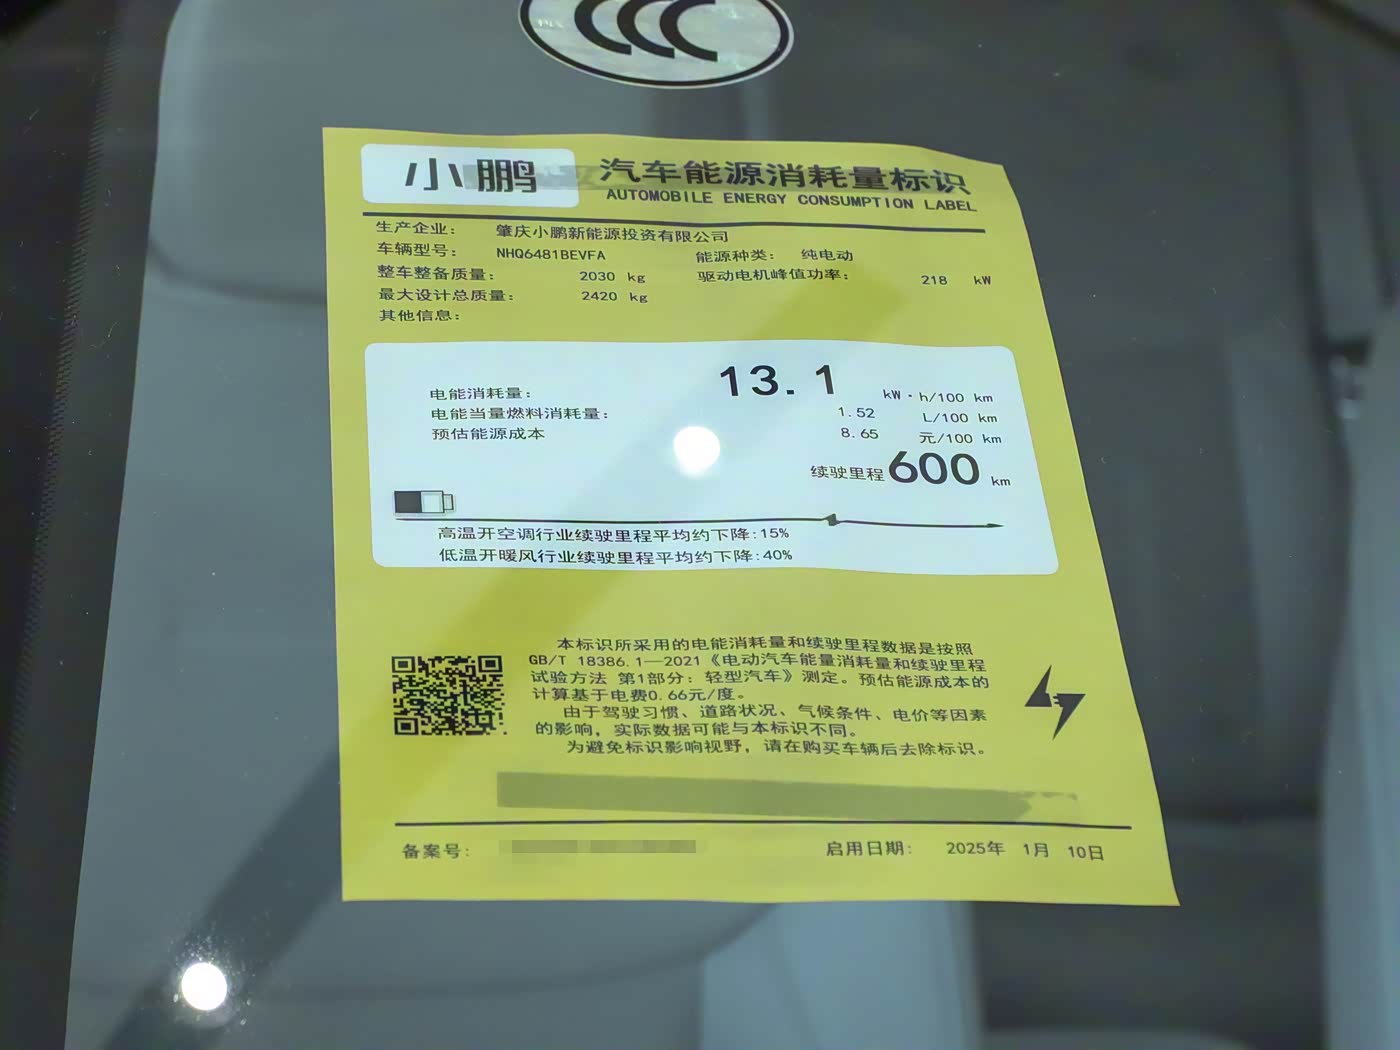 CCC
小鹏 汽车能源消耗量标识
AUTOMOBILE ENERGY CONSUMPTION LABEL
生产企业： 肇庆小鹏新能源投资有限公司
车辆型号： NHQ6481BEVFA 能源种类： 纯电动
整车整备质量： 2030 kg 驱动电机峰值功率： 218 kW
最大设计总质量： 2420 kg
其他信息：
电能消耗量： 13.1 kW·h/100 km
电能当量燃料消耗量： 1.52 L/100 km
预估能源成本 8.65 元/100 km
续驶里程600 km
高温开空调行业续驶里程平均约下降:15%
低温开暖风行业续驶里程平均约下降:40%
本标识所采用的电能消耗量和续驶里程数据是按照
GB/T 18386.1—2021《电动汽车能量消耗量和续驶里程
试验方法 第1部分：轻型汽车》测定。预估能源成本的
计算基于电费0.66元/度。
由于驾驶习惯、道路状况、气候条件、电价等因素
的影响，实际数据可能与本标识不同。
为避免标识影响视野，请在购买车辆后去除标识。
备案号： 启用日期： 2025年 1月 10日